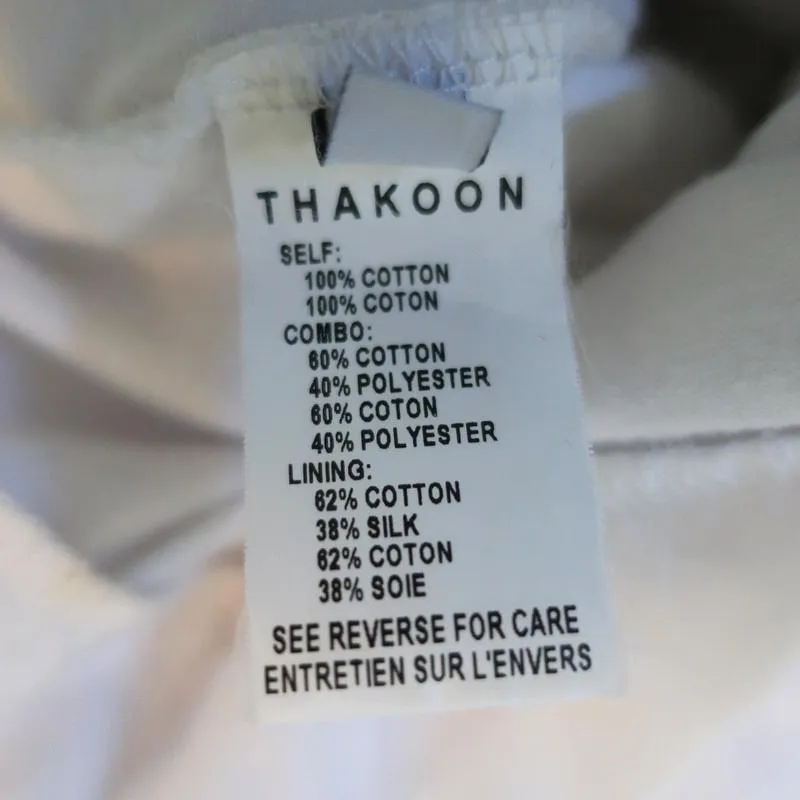 THAKOON
SELF:
100% COTTON
100% COTON
COMBO:
60% COTTON
40% POLYESTER
60% COTON
40% POLYESTER
LINING:
62% COTTON
38% SILK
62% COTON
38% SOIE
SEE REVERSE FOR CARE
ENTRETIEN SUR L'ENVERS